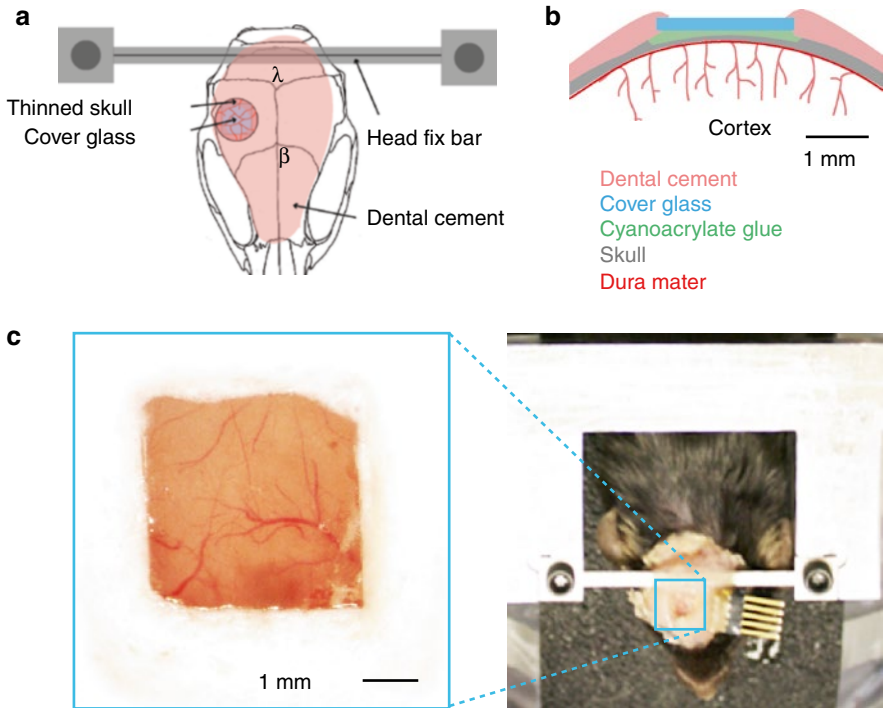 a
λ
Thinned skull
Cover glass
Head fix bar
β
Dental cement
b
Cortex
1 mm
Dental cement
Cover glass
Cyanoacrylate glue
Skull
Dura mater
c
1 mm